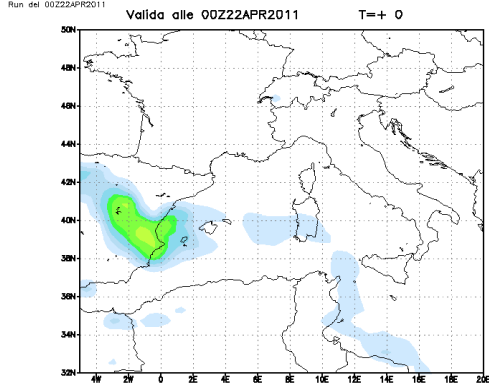 Run del 00Z22APR2011
Valida alle 00Z22APR2011 T=+ 0
50N
48N
46N
44N
42N
40N
38N
36N
34N
32N
4W 2W 0 2E 4E 6E 8E 10E 12E 14E 16E 18E 20E